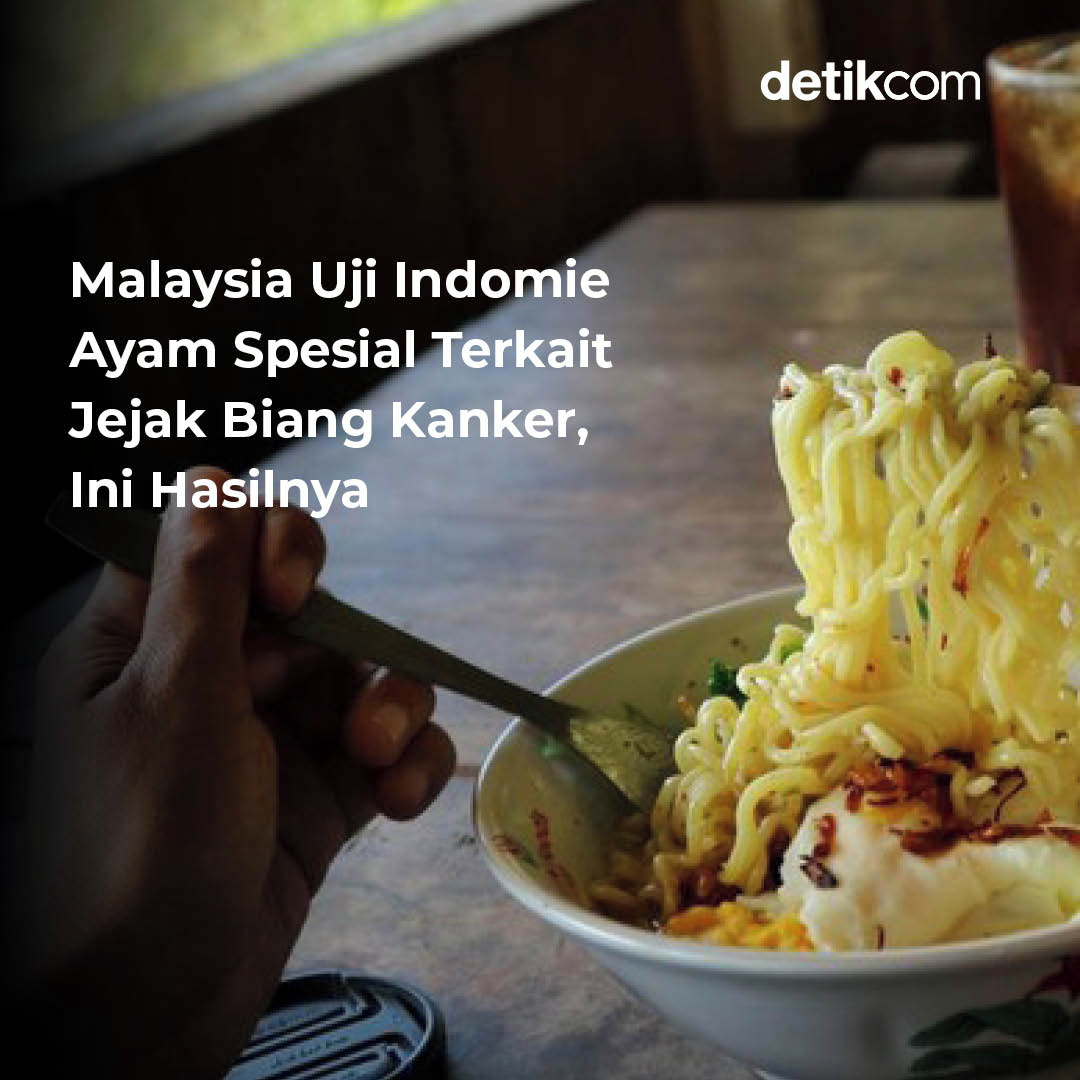 detikcom
Malaysia Uji Indomie
Ayam Spesial Terkait
Jejak Biang Kanker,
Ini Hasilnya